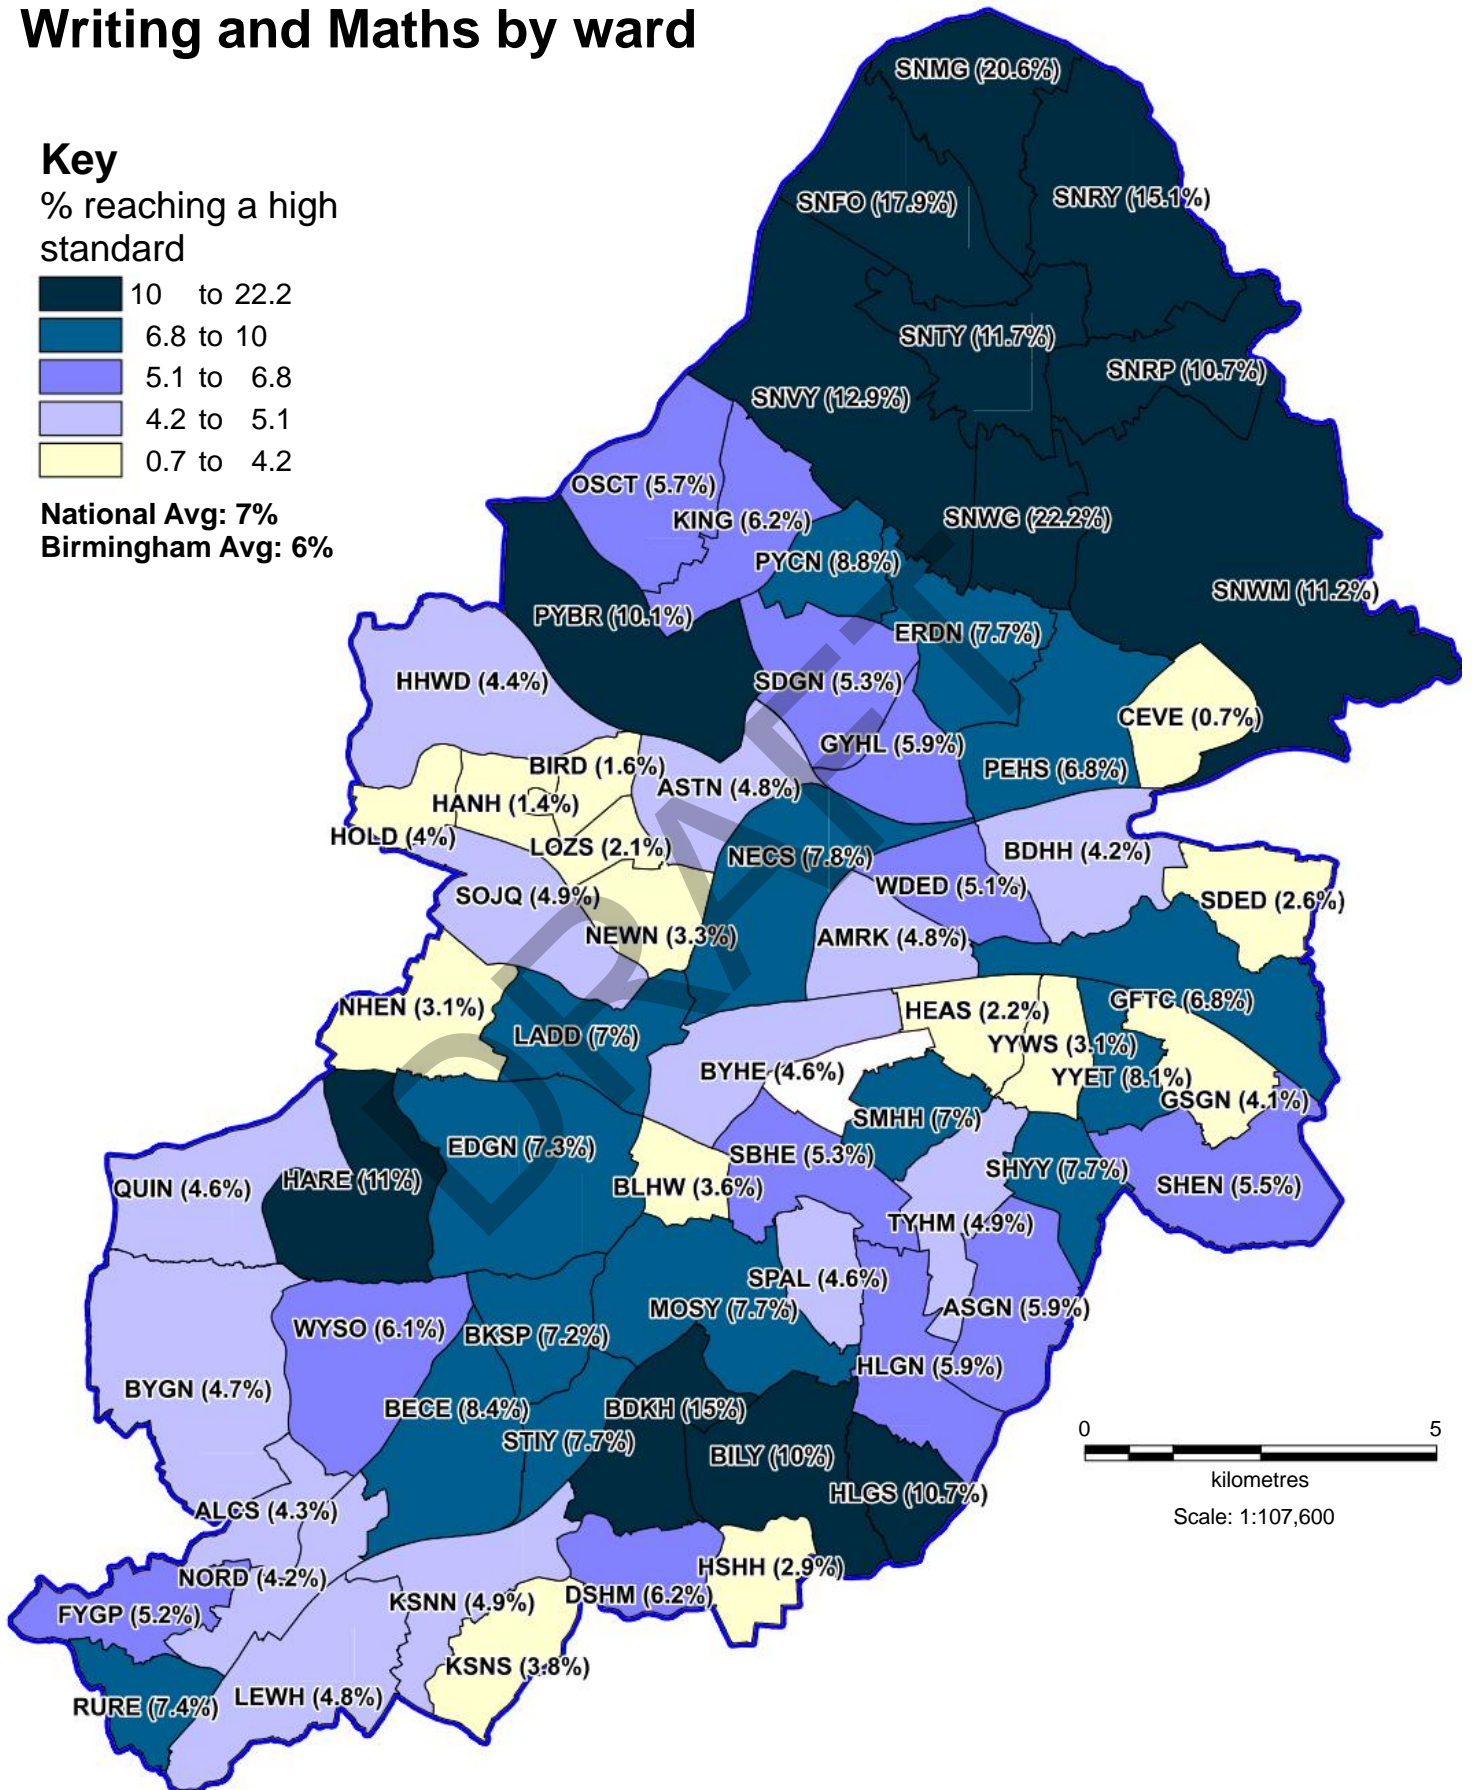 Writing and Maths by ward
Key
% reaching a high
standard
10 to 22.2
6.8 to 10
5.1 to 6.8
4.2 to 5.1
0.7 to 4.2
National Avg: 7%
Birmingham Avg: 6%
SNMG (20.6%)
SNFO (17.9%)
SNRY (15.1%)
SNTY (11.7%)
SNRP (10.7%)
SNVY (12.9%)
OSCT (5.7%)
KING (6.2%)
SNWG (22.2%)
PYCN (8.8%)
SNWM (11.2%)
PYBR (10.1%)
ERDN (7.7%)
HHWD (4.4%)
SDGN (5.3%)
CEVE (0.7%)
GYHL (5.9%)
BIRD (1.6%)
PEHS (6.8%)
ASTN (4.8%)
HANH (1.4%)
HOLD (4%)
LOZS (2.1%)
NECS (7.8%)
BDHH (4.2%)
WDED (5.1%)
SOJQ (4.9%)
SDED (2.6%)
NEWN (3.3%)
AMRK (4.8%)
NHEN (3.1%)
GFTC (6.8%)
HEAS (2.2%)
LADD (7%)
YYWS (3.1%)
BYHE (4.6%)
YYET (8.1%)
GSGN (4.1%)
SMHH (7%)
EDGN (7.3%)
SBHE (5.3%)
SHYY (7.7%)
HARE (11%)
QUIN (4.6%)
BLHW (3.6%)
SHEN (5.5%)
TYHM (4.9%)
SPAL (4.6%)
MOSY (7.7%)
ASGN (5.9%)
WYSO (6.1%)
BKSP (7.2%)
HLGN (5.9%)
BYGN (4.7%)
BECE (8.4%)
BDKH (15%)
STIY (7.7%)
BILY (10%)
HLGS (10.7%)
ALCS (4.3%)
HSHH (2.9%)
NORD (4.2%)
DSHM (6.2%)
KSNN (4.9%)
FYGP (5.2%)
KSNS (3.8%)
LEWH (4.8%)
RURE (7.4%)
0 5
kilometres
Scale: 1:107,600
DRAFT